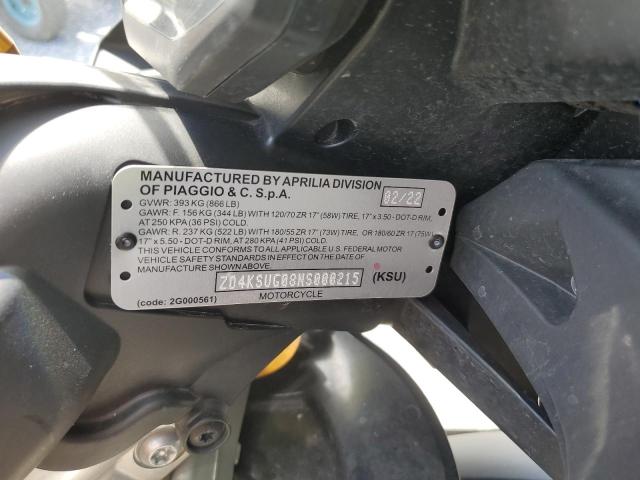 MANUFACTURED BY APRILIA DIVISION
OF PIAGGIO & C. S.p.A. 02/22
GVWR: 393 KG (866 LB)
GAWR: F. 156 KG (344 LB) WITH 120/70 ZR 17" (58W) TIRE, 17" x 3.50 - DOT-D RIM,
AT 250 KPA (36 PSI) COLD.
GAWR: R. 237 KG (522 LB) WITH 180/55 ZR 17" (73W) TIRE, OR 180/60 ZR 17" (75W)
17" x 5.50 - DOT-D RIM, AT 280 KPA (41 PSI) COLD.
THIS VEHICLE CONFORMS TO ALL APPLICABLE U.S. FEDERAL MOTOR
VEHICLE SAFETY STANDARDS IN EFFECT ON THE DATE OF
MANUFACTURE SHOWN ABOVE.
ZD4KSUG08NS000215 (KSU)
(code: 2G000561) MOTORCYCLE